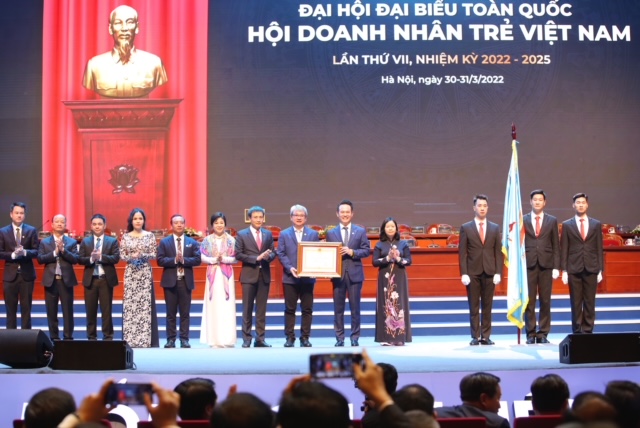 ĐẠI HỘI ĐẠI BIỂU TOÀN QUỐC
HỘI DOANH NHÂN TRẺ VIỆT NAM
LẦN THỨ VII, NHIỆM KỲ 2022 - 2025
Hà Nội, ngày 30-31/3/2022